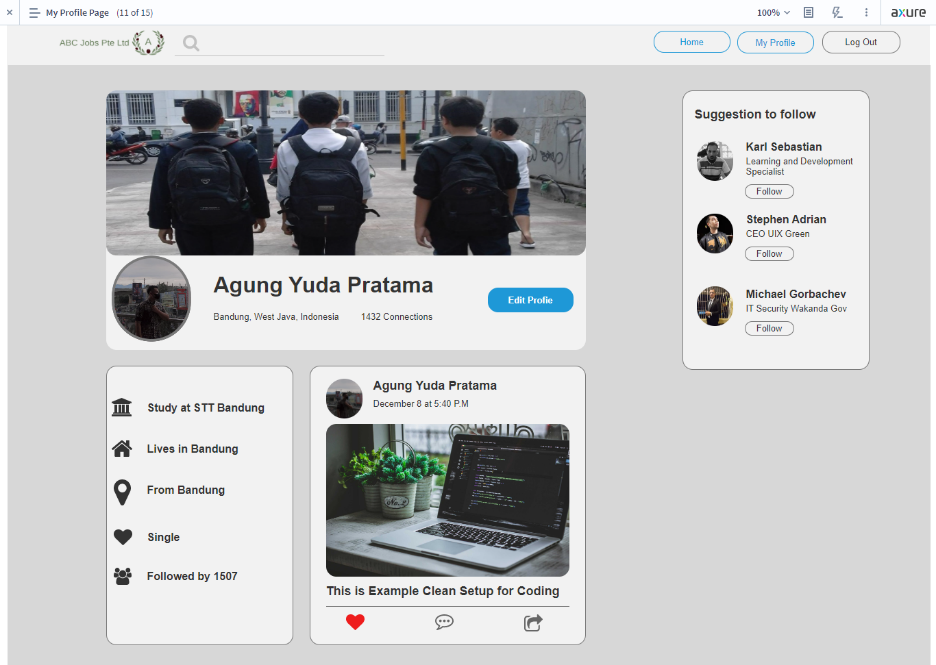 My Profile Page (11 of 15)
100%
axure
ABC Jobs Pte Ltd
A
Home
My Profile
Log Out
Suggestion to follow
Karl Sebastian
Learning and Development
Specialist
Follow
Stephen Adrian
CEO UIX Green
Follow
Michael Gorbachev
IT Security Wakanda Gov
Follow
Agung Yuda Pratama
Bandung, West Java, Indonesia
1432 Connections
Edit Profie
Study at STT Bandung
Lives in Bandung
From Bandung
Single
Followed by 1507
Agung Yuda Pratama
December 8 at 5:40 P.M
No.2
This is Example Clean Setup for Coding